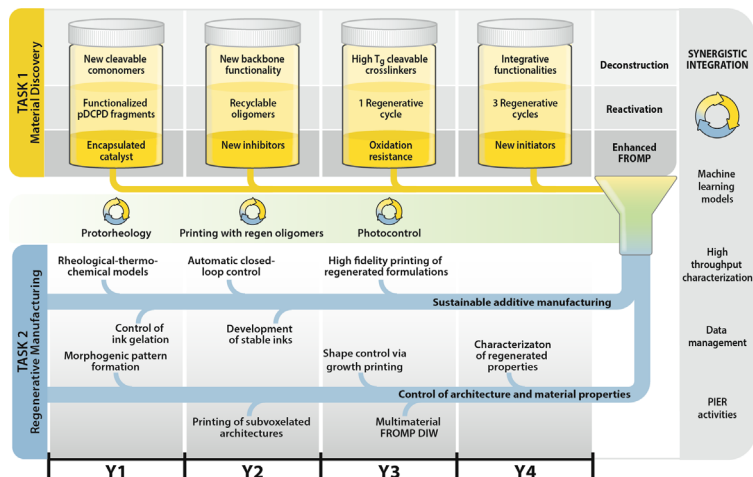 TASK 1
Material Discovery
New cleavable
comonomers
Functionalized
pDCPD fragments
Encapsulated
catalyst
New backbone
functionality
Recyclable
oligomers
New inhibitors
High Tg cleavable
crosslinkers
1 Regenerative
cycle
Oxidation
resistance
Integrative
functionalities
3 Regenerative
cycles
New initiators
Deconstruction
Reactivation
Enhanced
FROMP
SYNERGISTIC
INTEGRATION
Machine
learning
models
High
throughput
characterization
Data
management
PIER
activities
Protorheology
Printing with regen oligomers
Photocontrol
TASK 2
Regenerative Manufacturing
Rheological-thermo-
chemical models
Automatic closed-
loop control
High fidelity printing of
regenerated formulations
Sustainable additive manufacturing
Control of
ink gelation
Development
of stable inks
Morphogenic pattern
formation
Shape control via
growth printing
Characterizaton
of regenerated
properties
Control of architecture and material properties
Printing of subvoxelated
architectures
Multimaterial
FROMP DIW
Y1
Y2
Y3
Y4